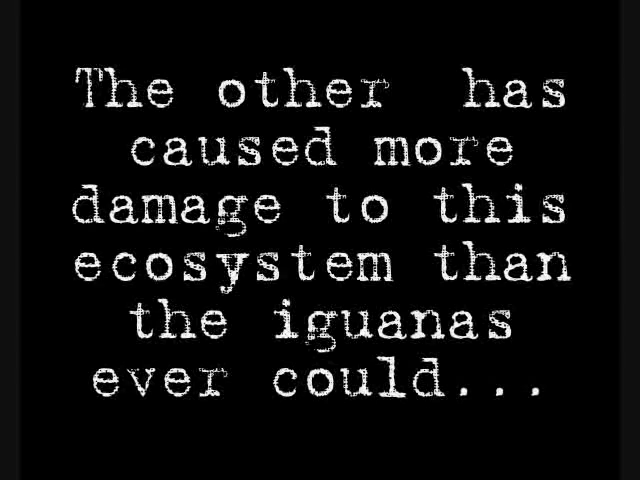 The other has
caused more
damage to this
ecosystem than
the iguanas
ever could...